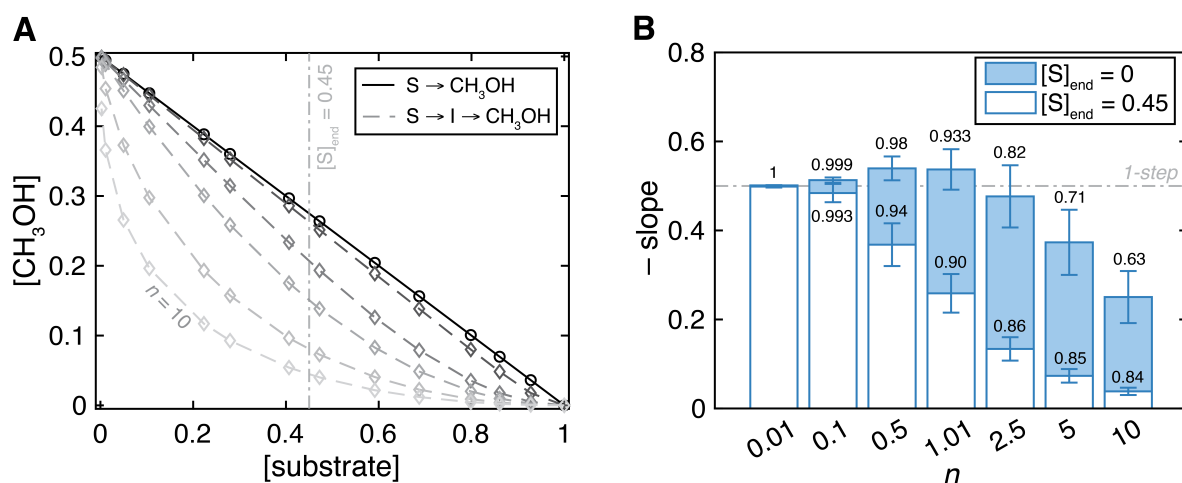 A
[CH₃OH]
0.5
0.4
0.3
0.2
0.1
0
0
0.2
0.4
0.6
0.8
1
[substrate]
S → CH₃OH
S → I → CH₃OH
[S]end = 0.45
n = 10
B
− slope
0.8
0.6
0.4
0.2
0
[S]end = 0
[S]end = 0.45
1-step
1
0.999
0.98
0.933
0.82
0.71
0.63
0.993
0.94
0.90
0.86
0.85
0.84
0.01
0.1
0.5
1.01
2.5
5
10
n